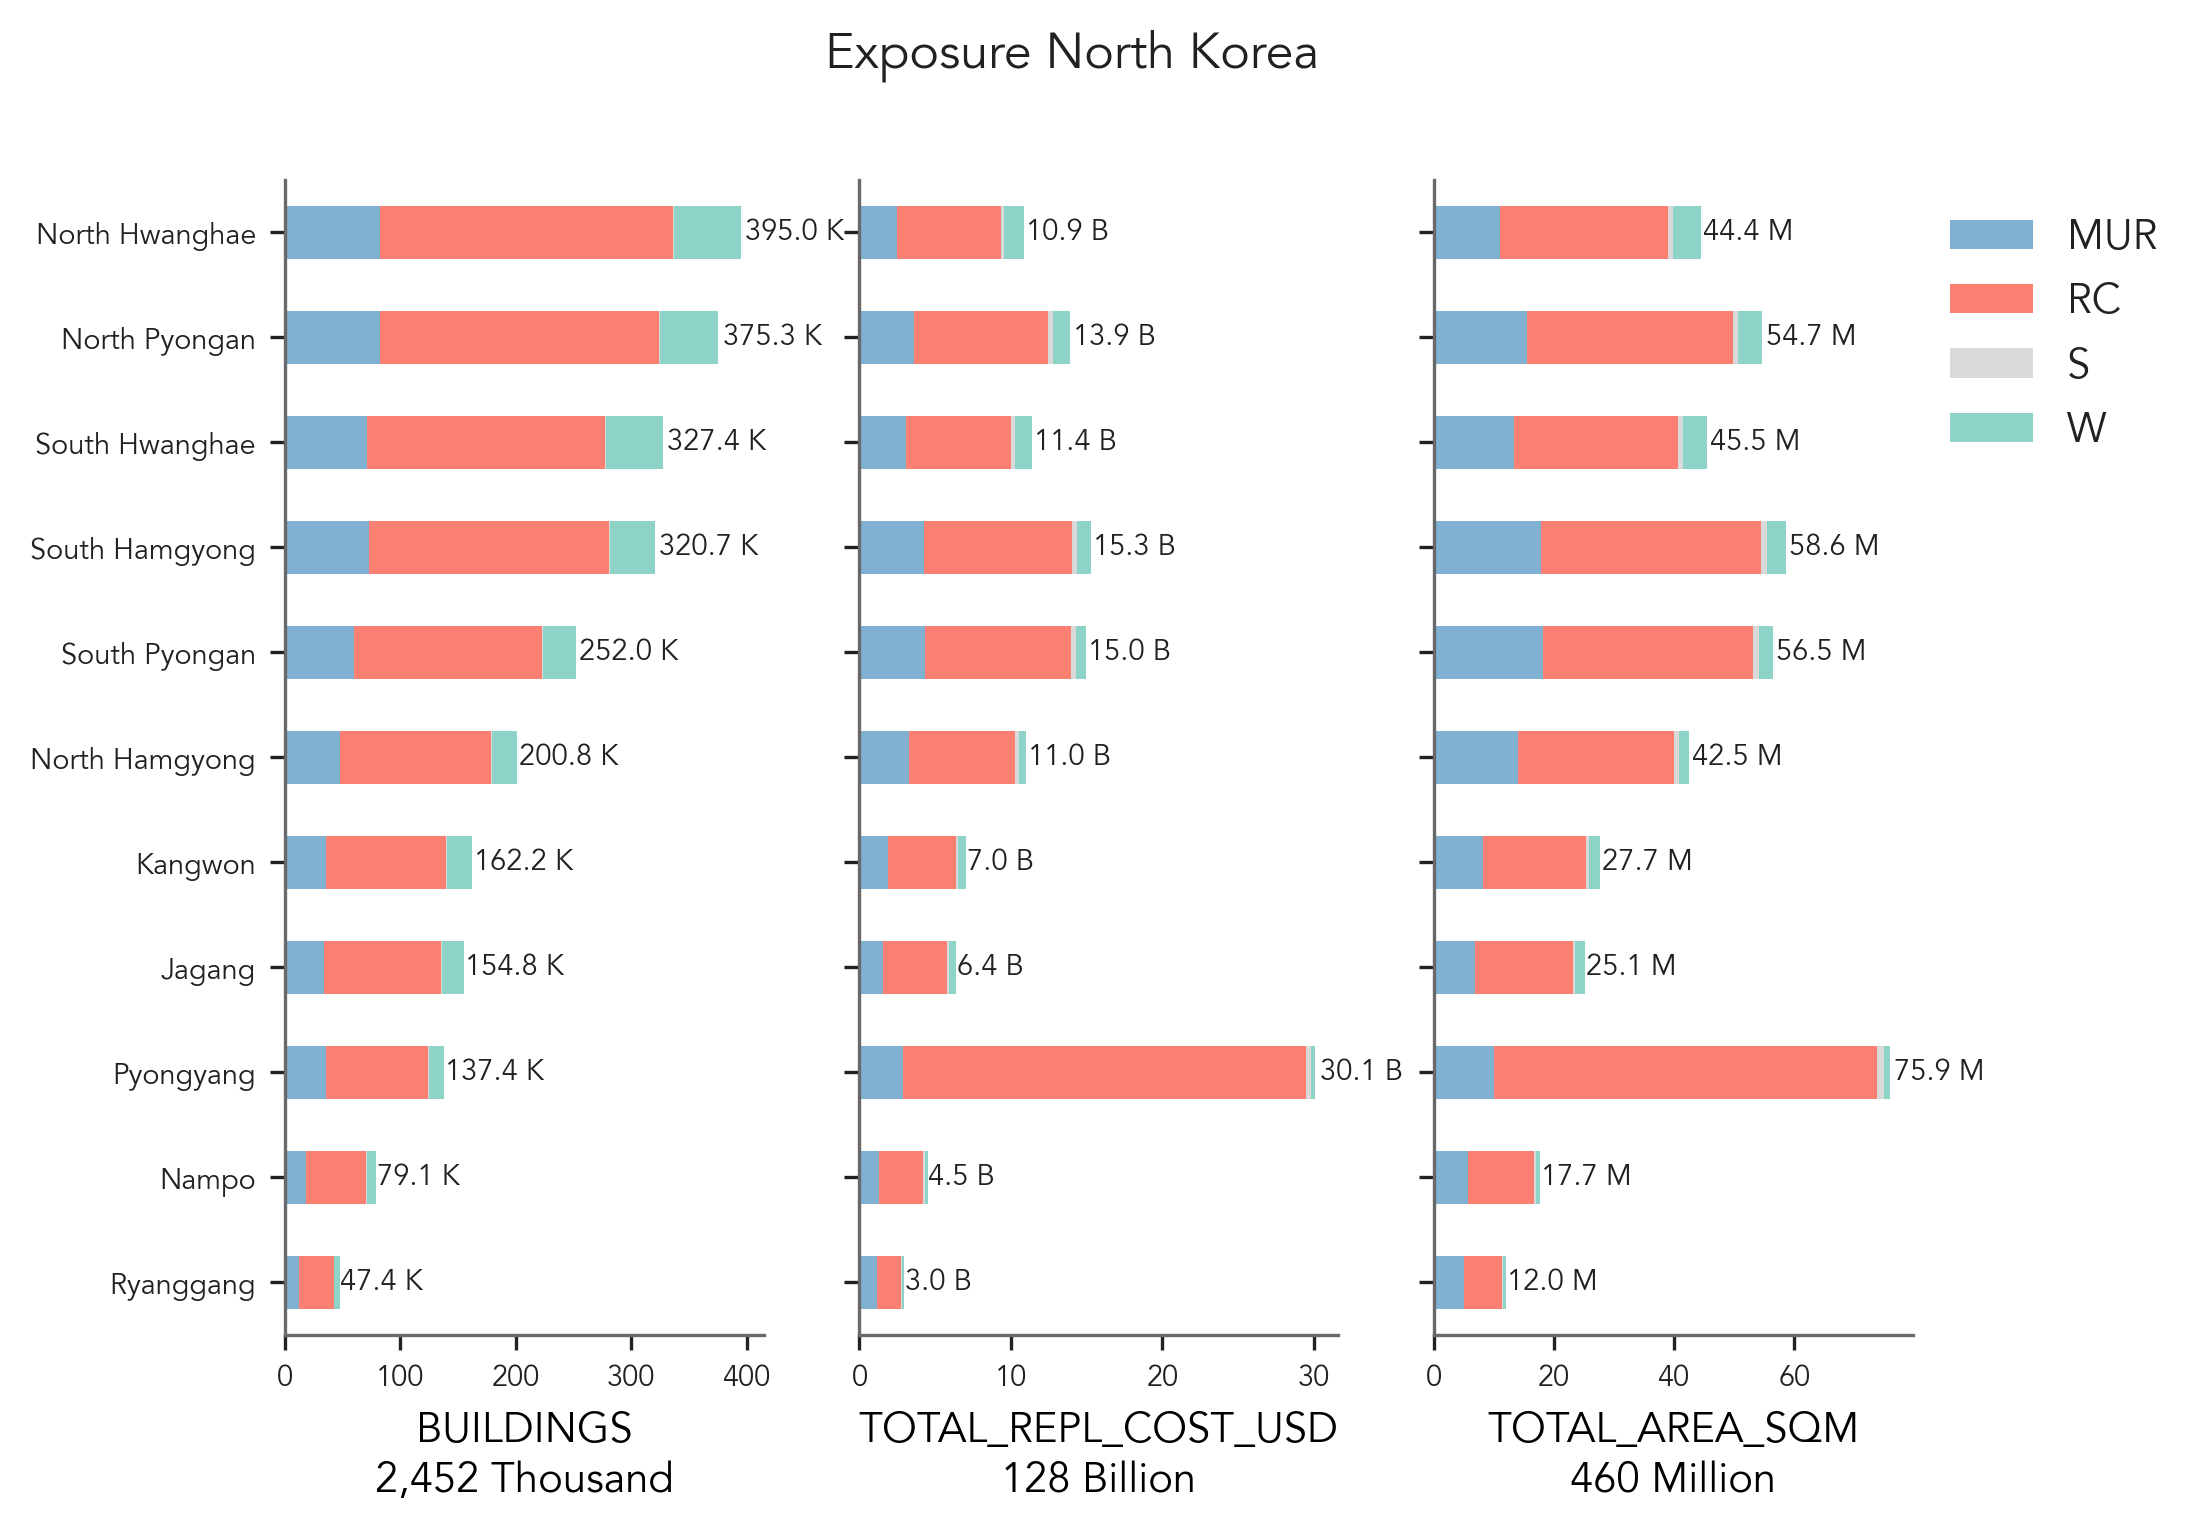 Exposure North Korea
North Hwanghae
North Pyongan
South Hwanghae
South Hamgyong
South Pyongan
North Hamgyong
Kangwon
Jagang
Pyongyang
Nampo
Ryanggang
395.0 K
375.3 K
327.4 K
320.7 K
252.0 K
200.8 K
162.2 K
154.8 K
137.4 K
79.1 K
47.4 K
0 100 200 300 400
BUILDINGS
2,452 Thousand
10.9 B
13.9 B
11.4 B
15.3 B
15.0 B
11.0 B
7.0 B
6.4 B
30.1 B
4.5 B
3.0 B
0 10 20 30
TOTAL_REPL_COST_USD
128 Billion
44.4 M
54.7 M
45.5 M
58.6 M
56.5 M
42.5 M
27.7 M
25.1 M
75.9 M
17.7 M
12.0 M
0 20 40 60
TOTAL_AREA_SQM
460 Million
MUR
RC
S
W